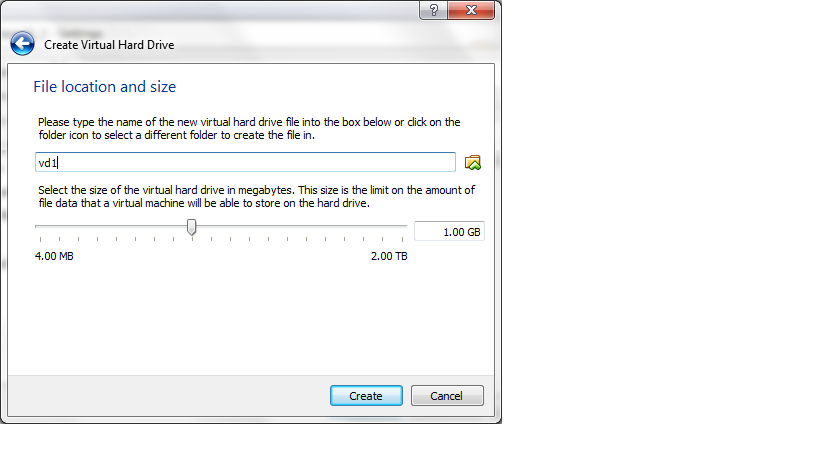 Create Virtual Hard Drive
File location and size
Please type the name of the new virtual hard drive file into the box below or click on the
folder icon to select a different folder to create the file in.
vd1
Select the size of the virtual hard drive in megabytes. This size is the limit on the amount of
file data that a virtual machine will be able to store on the hard drive.
1.00 GB
4.00 MB 2.00 TB
Create Cancel